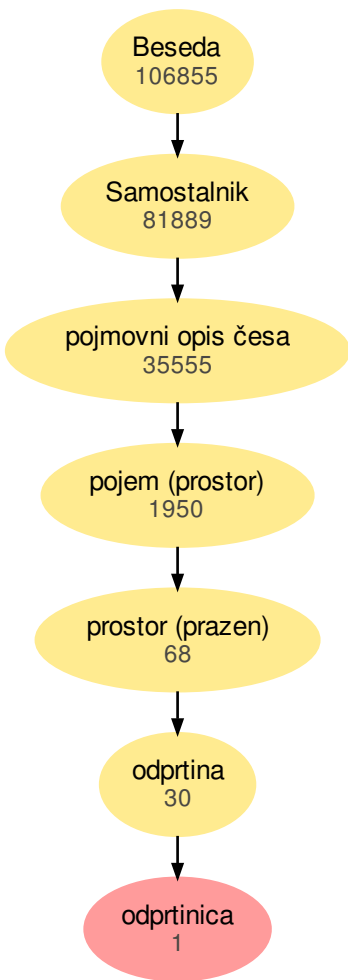 Beseda
106855
Samostalnik
81889
pojmovni opis česa
35555
pojem (prostor)
1950
prostor (prazen)
68
odprtina
30
odprtinica
1